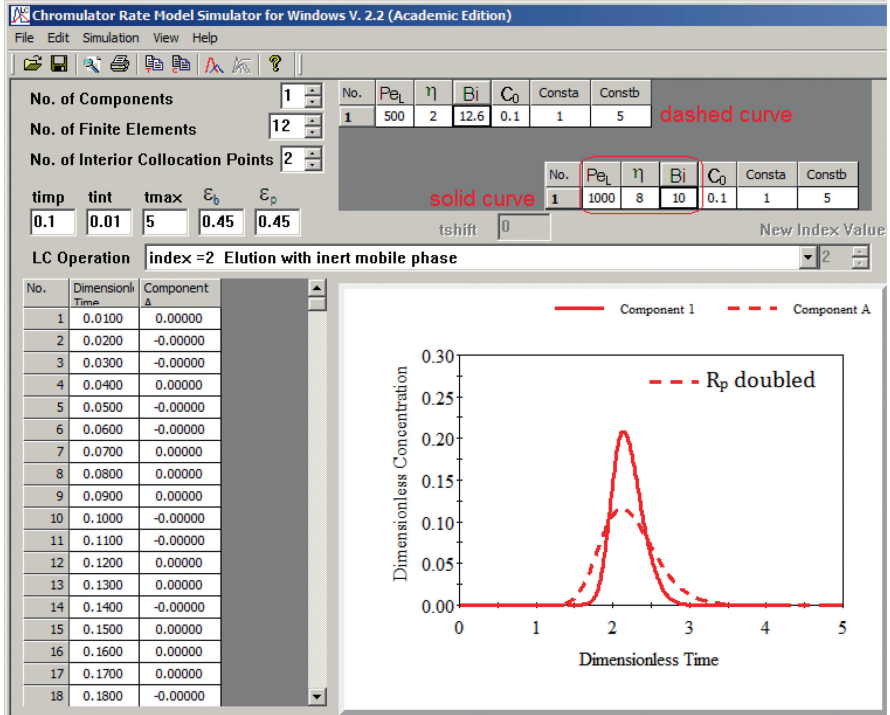 Chromulator Rate Model Simulator for Windows V. 2.2 (Academic Edition)
File Edit Simulation View Help
No. of Components 1
No. of Finite Elements 12
No. of Interior Collocation Points 2
No. Pe_L η Bi C_0 Consta Constb
1 500 2 12.6 0.1 1 5
dashed curve
No. Pe_L η Bi C_0 Consta Constb
1 1000 8 10 0.1 1 5
solid curve
timp tint tmax ε_b ε_p
0.1 0.01 5 0.45 0.45
tshift 0
New Index Value
LC Operation index =2 Elution with inert mobile phase 2
No. Dimensionl Component
Time A
1 0.0100 0.00000
2 0.0200 -0.00000
3 0.0300 -0.00000
4 0.0400 0.00000
5 0.0500 -0.00000
6 0.0600 -0.00000
7 0.0700 0.00000
8 0.0800 0.00000
9 0.0900 0.00000
10 0.1000 -0.00000
11 0.1100 -0.00000
12 0.1200 0.00000
13 0.1300 0.00000
14 0.1400 -0.00000
15 0.1500 0.00000
16 0.1600 0.00000
17 0.1700 0.00000
18 0.1800 -0.00000
Component 1 Component A
R_p doubled
Dimensionless Concentration
0.30
0.25
0.20
0.15
0.10
0.05
0.00
0 1 2 3 4 5
Dimensionless Time